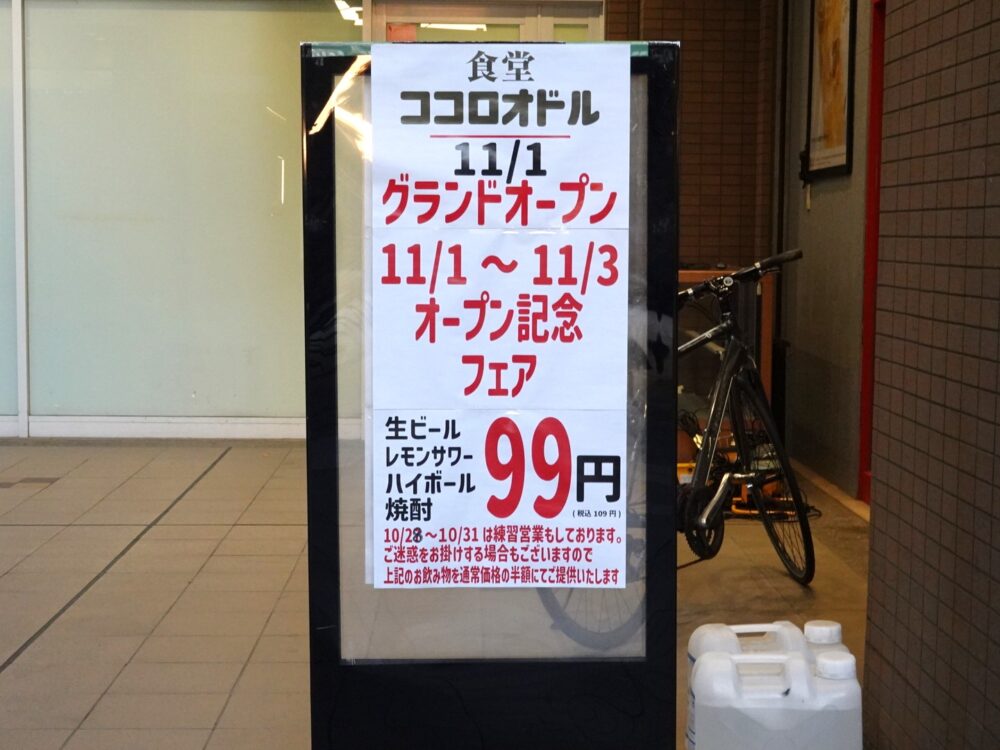 食堂
ココロオドル
11/1
グランドオープン
11/1 〜 11/3
オープン記念
フェア
生ビール
レモンサワー
ハイボール
焼酎
99円
(税込109円)
10/28〜10/31は練習営業もしております。
ご迷惑をお掛けする場合もございますので
上記のお飲み物を通常価格の半額にてご提供いたします